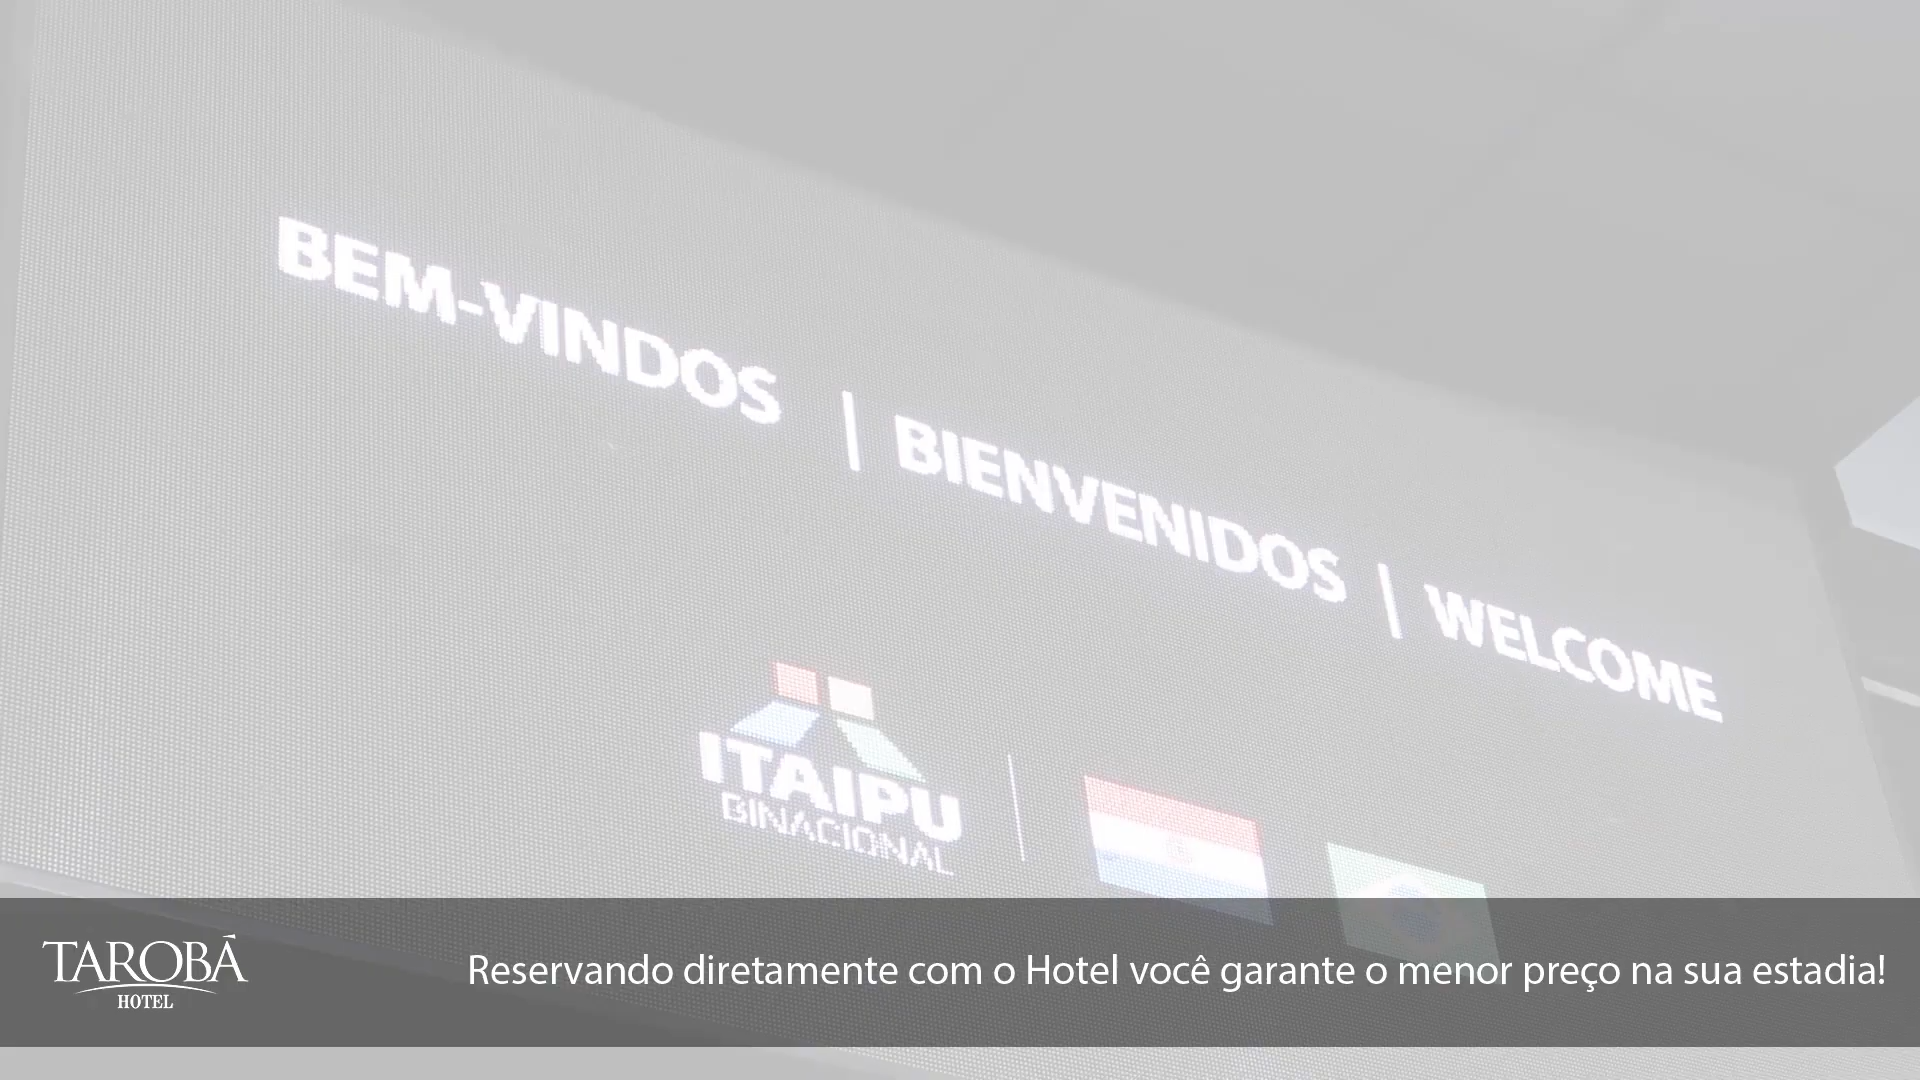 BEM-VINDOS | BIENVENIDOS | WELCOME
ITAIPU
BINACIONAL
TAROBÁ
HOTEL
Reservando diretamente com o Hotel você garante o menor preço na sua estadia!